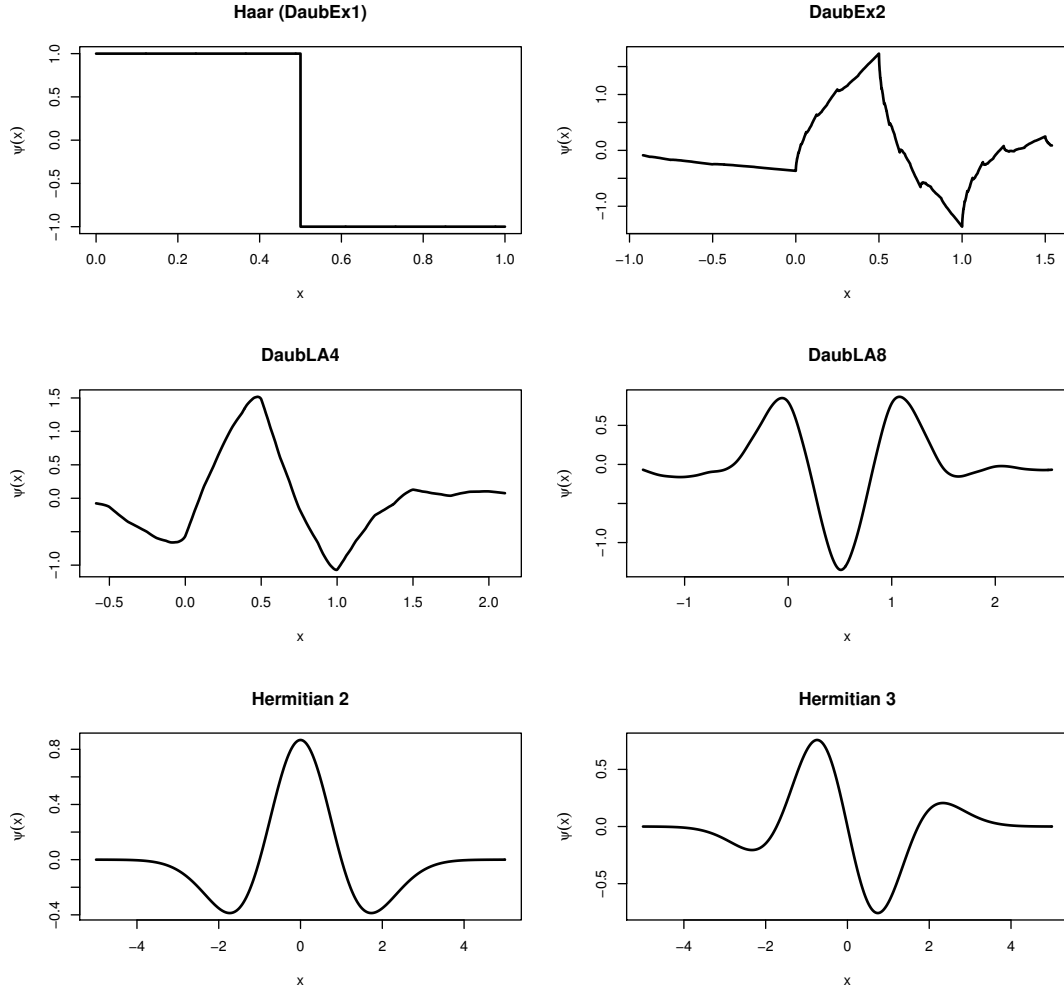 Haar (DaubEx1)
1.0
0.5
0.0
−0.5
−1.0
ψ(x)
0.0 0.2 0.4 0.6 0.8 1.0
x
DaubEx2
1.0
0.0
−1.0
ψ(x)
−1.0 −0.5 0.0 0.5 1.0 1.5
x
DaubLA4
1.5
0.5
0.0
−1.0
ψ(x)
−0.5 0.0 0.5 1.0 1.5 2.0
x
DaubLA8
0.5
0.0
−1.0
ψ(x)
−1 0 1 2
x
Hermitian 2
0.8
0.4
0.0
−0.4
ψ(x)
−4 −2 0 2 4
x
Hermitian 3
0.5
0.0
−0.5
ψ(x)
−4 −2 0 2 4
x